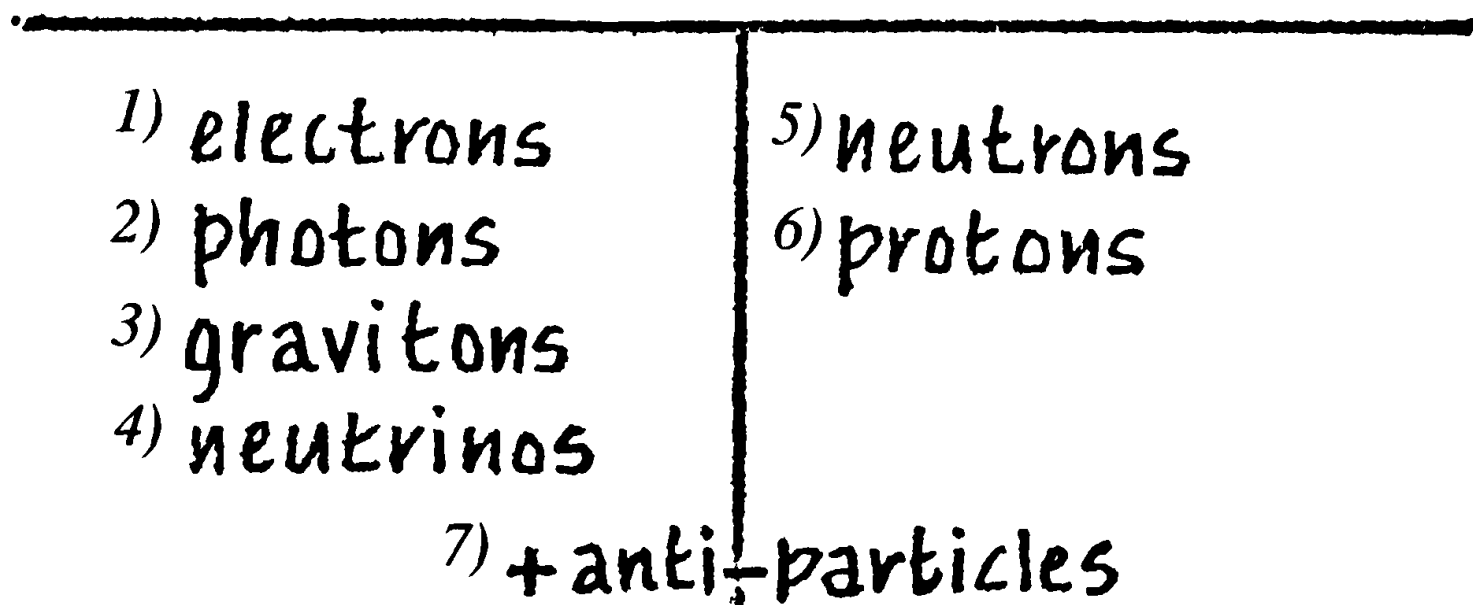 1) electrons
2) photons
3) gravitons
4) neutrinos
5) neutrons
6) protons
7) + anti-particles